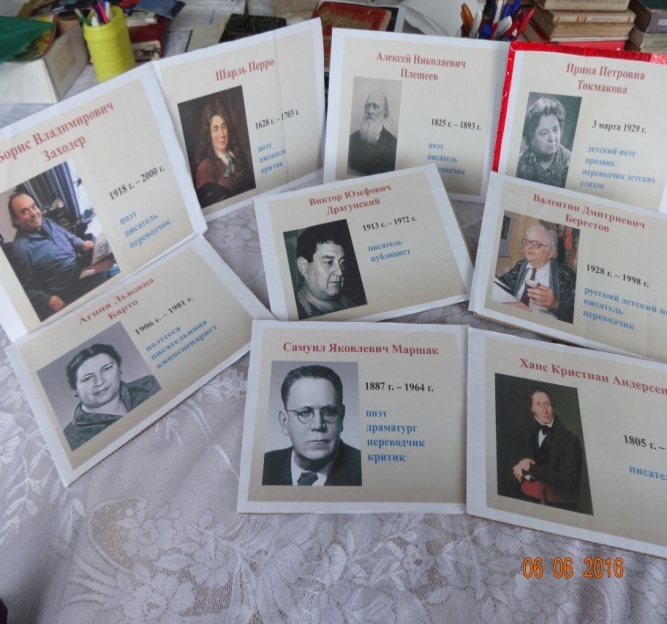 Борис Владимирович
Заходер
1918 г. – 2000 г.
поэт
писатель
переводчик
Шарль Перро
1628 г. – 1703 г.
поэт
писатель
критик
Алексей Николаевич
Плещеев
1825 г. – 1893 г.
поэт
писатель
переводчик
Ирина Петровна
Токмакова
3 марта 1929 г.
детский поэт
прозаик
переводчик детских
стихов
Агния Львовна
Барто
1906 г. – 1981 г.
поэтесса
писательница
киносценарист
Виктор Юзефович
Драгунский
1913 г. – 1972 г.
писатель
публицист
Валентин Дмитриевич
Берестов
1928 г. – 1998 г.
русский детский по
писатель
переводчик
Самуил Яковлевич Маршак
1887 г. – 1964 г.
поэт
драматург
переводчик
критик
Ханс Кристиан Андерсен
1805 г. –
писател
06 06 2016